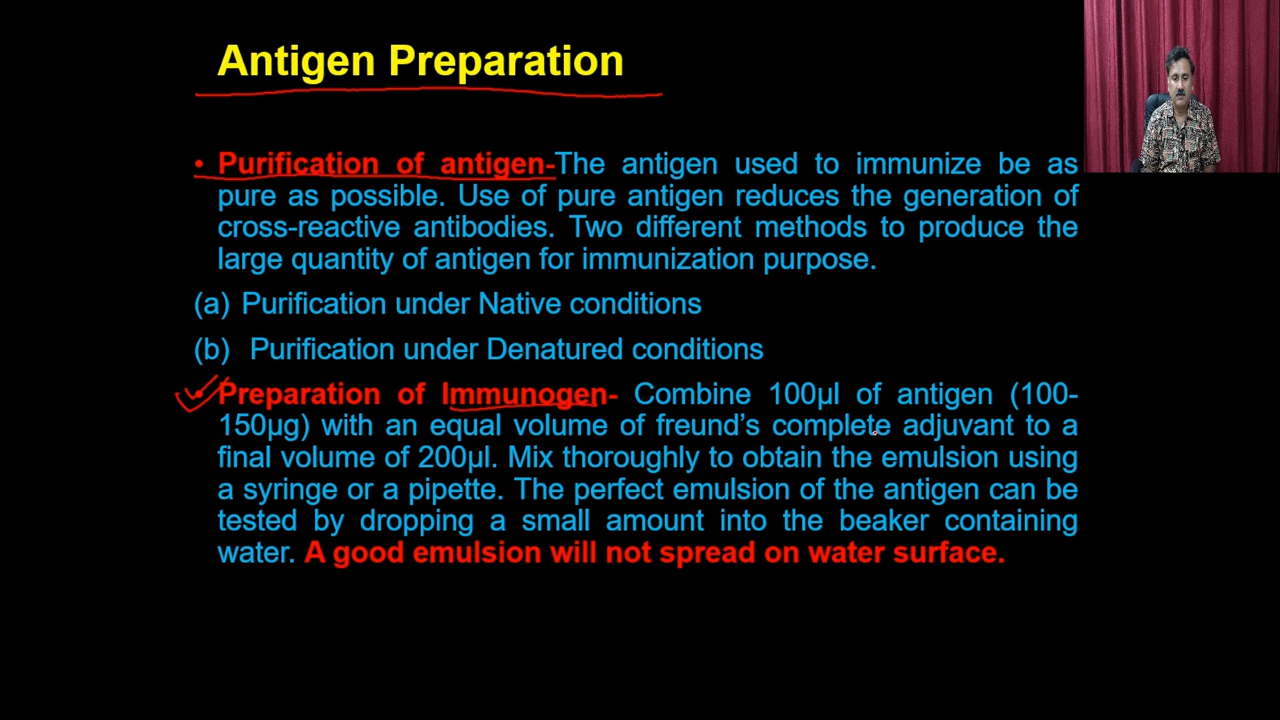 Antigen Preparation
• Purification of antigen-The antigen used to immunize be as
pure as possible. Use of pure antigen reduces the generation of
cross-reactive antibodies. Two different methods to produce the
large quantity of antigen for immunization purpose.
(a) Purification under Native conditions
(b) Purification under Denatured conditions
• Preparation of Immunogen- Combine 100µl of antigen (100-
150µg) with an equal volume of freund’s complete adjuvant to a
final volume of 200µl. Mix thoroughly to obtain the emulsion using
a syringe or a pipette. The perfect emulsion of the antigen can be
tested by dropping a small amount into the beaker containing
water. A good emulsion will not spread on water surface.